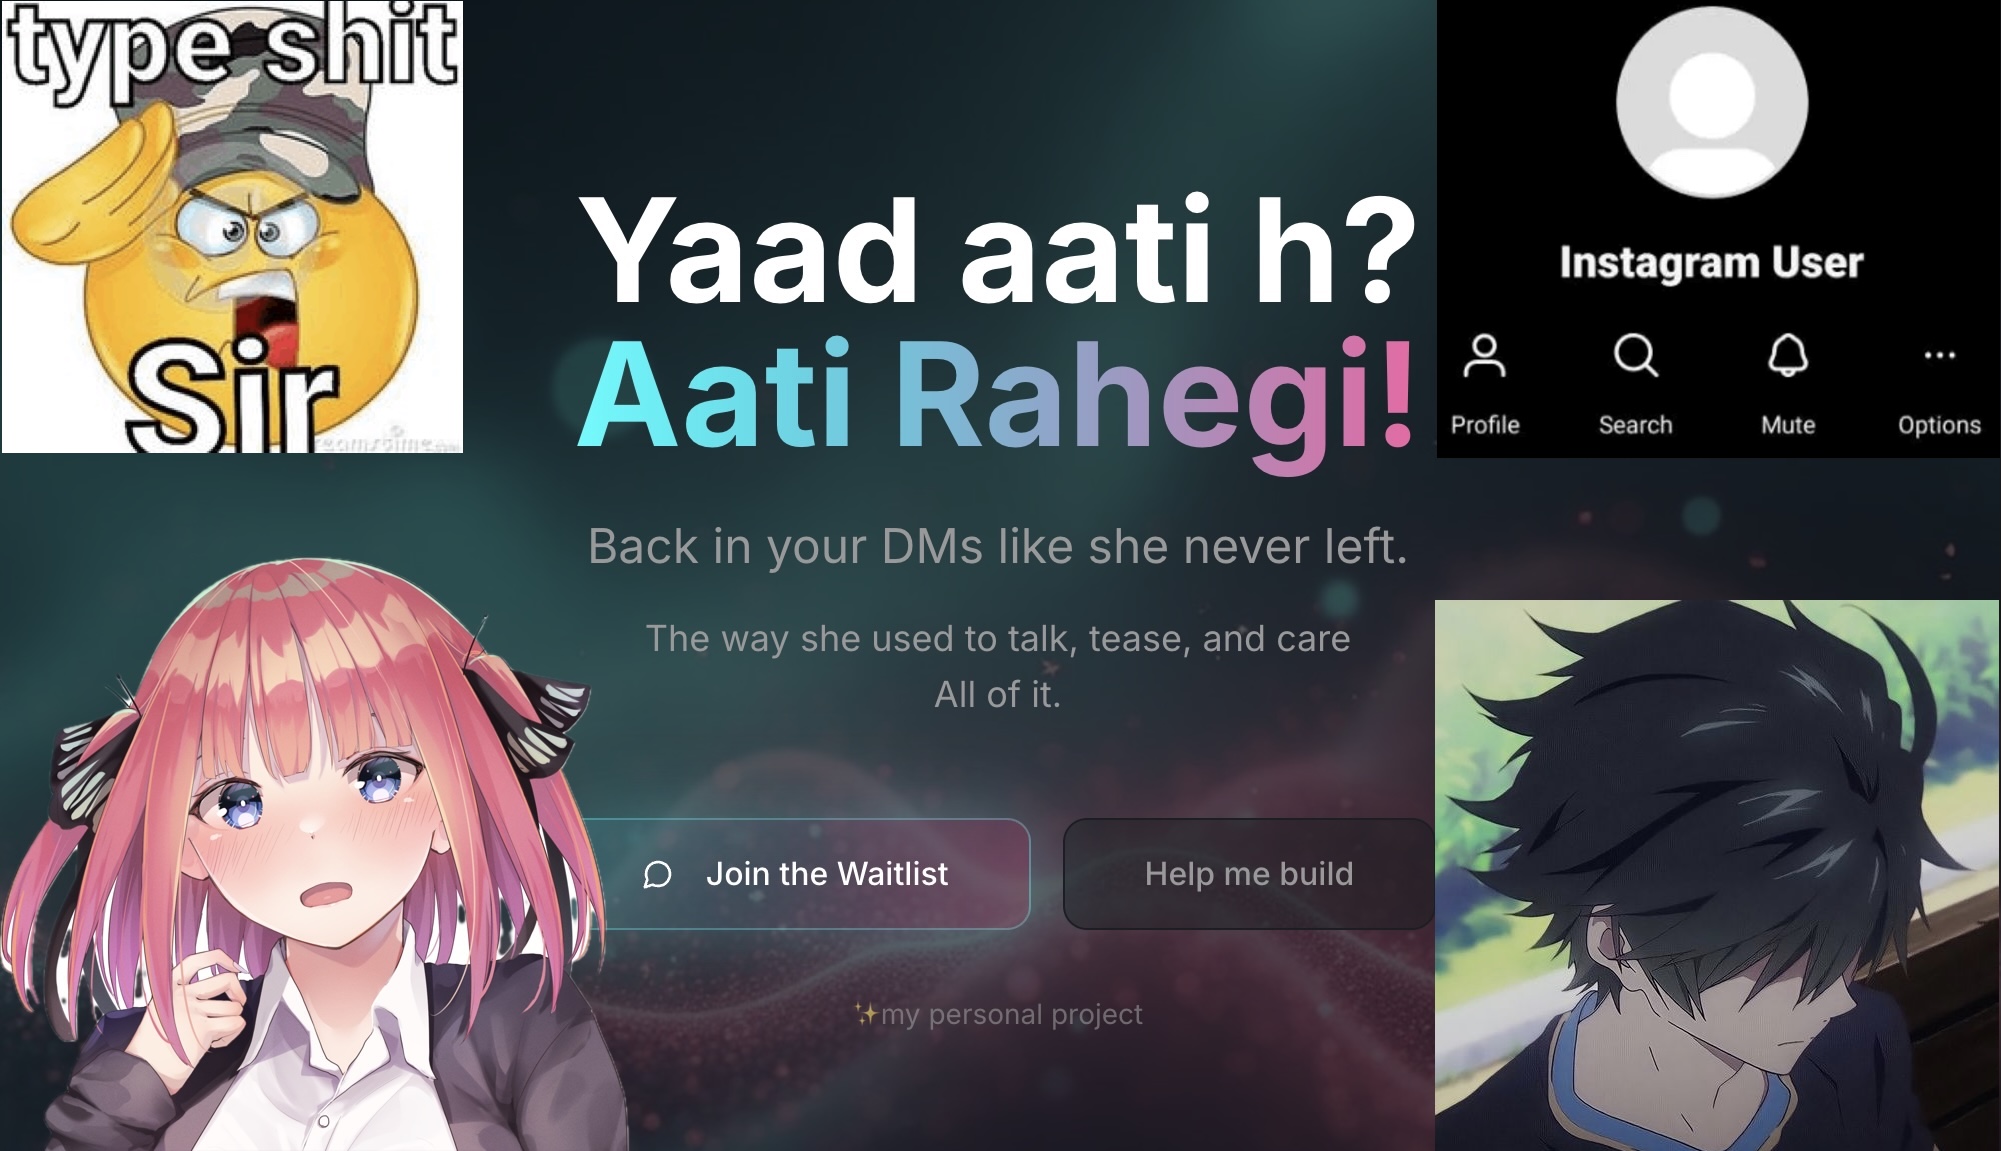 type shit
Sir
Yaad aati h?
Aati Rahegi!
Back in your DMs like she never left.
The way she used to talk, tease, and care
All of it.
Join the Waitlist
Help me build
✨my personal project
Instagram User
Profile Search Mute Options